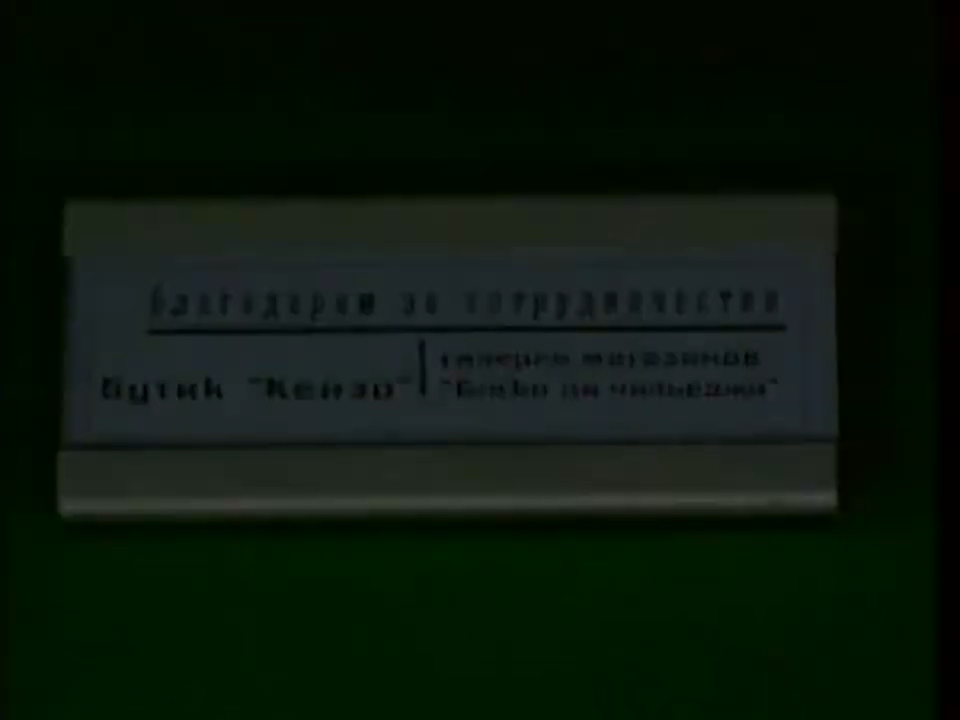 благодарим за сотрудничество
Бутик "Кензо"
галерея магазинов